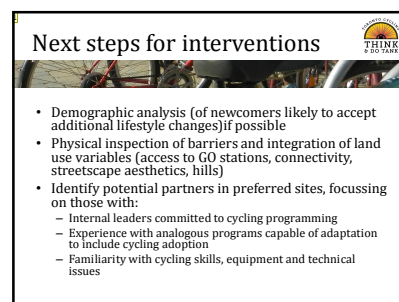 TORONTO CYCLING
THINK
& DO TANK
Next steps for interventions
• Demographic analysis (of newcomers likely to accept
additional lifestyle changes)if possible
• Physical inspection of barriers and integration of land
use variables (access to GO stations, connectivity,
streetscape aesthetics, hills)
• Identify potential partners in preferred sites, focussing
on those with:
– Internal leaders committed to cycling programming
– Experience with analogous programs capable of adaptation
to include cycling adoption
– Familiarity with cycling skills, equipment and technical
issues